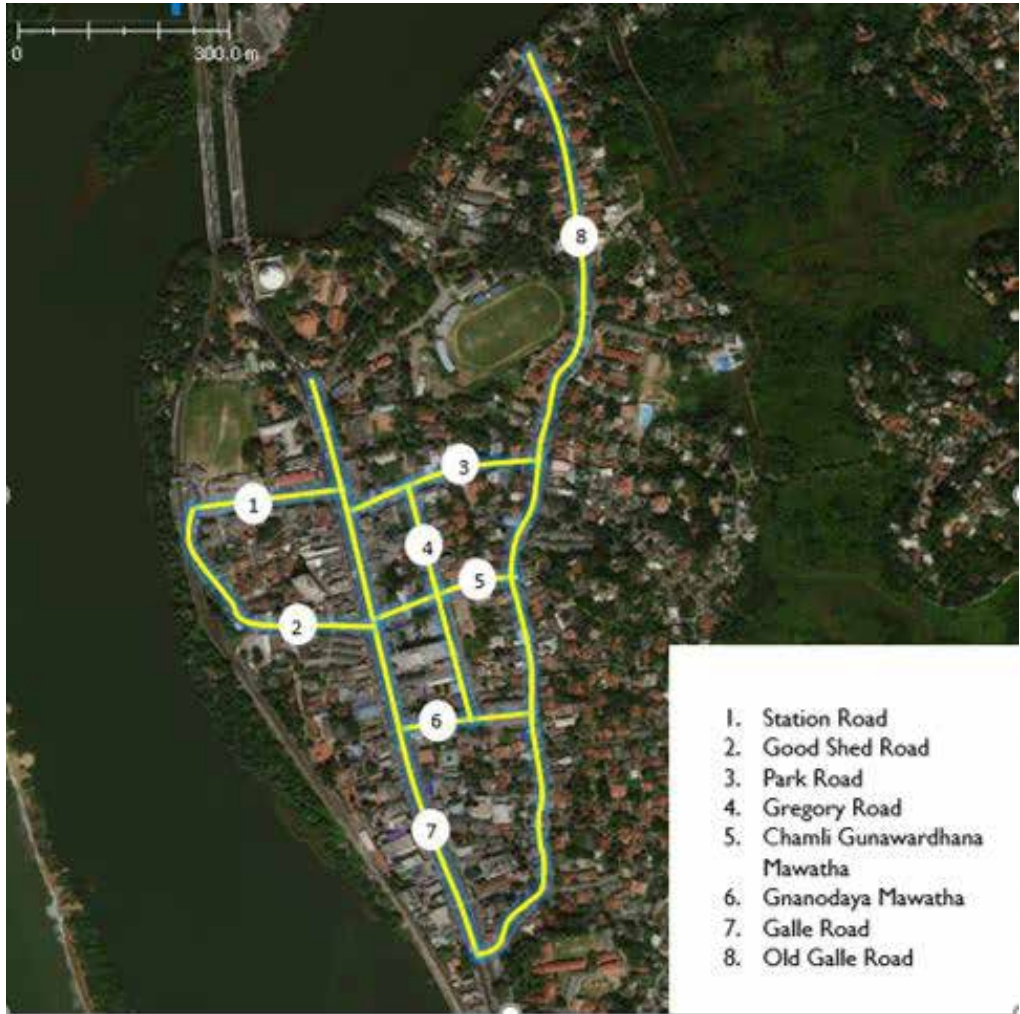 0 300.0 m
8
3
1
4
5
2
6
7
1. Station Road
2. Good Shed Road
3. Park Road
4. Gregory Road
5. Chamli Gunawardhana
Mawatha
6. Gnanodaya Mawatha
7. Galle Road
8. Old Galle Road